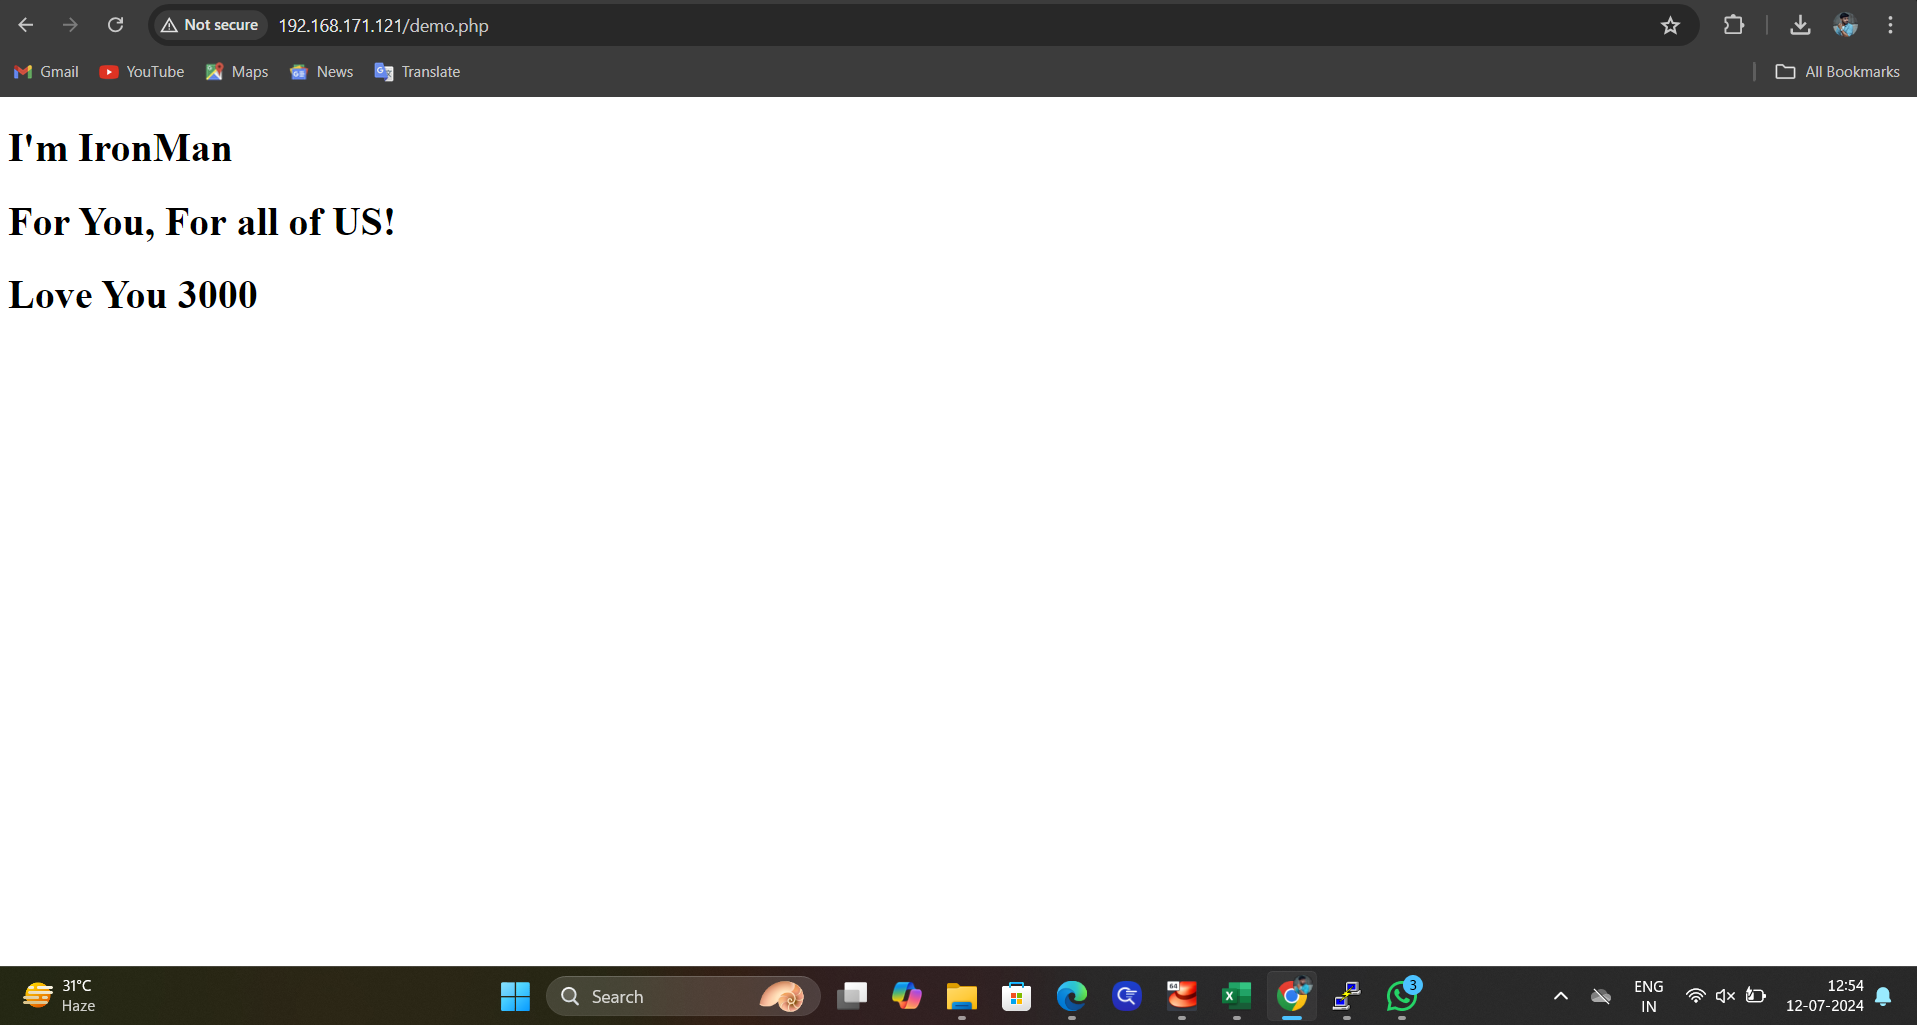 Not secure 192.168.171.121/demo.php
Gmail YouTube Maps News Translate All Bookmarks
I'm IronMan
For You, For all of US!
Love You 3000
31°C
Haze
Search
64
3
ENG
IN
12:54
12-07-2024